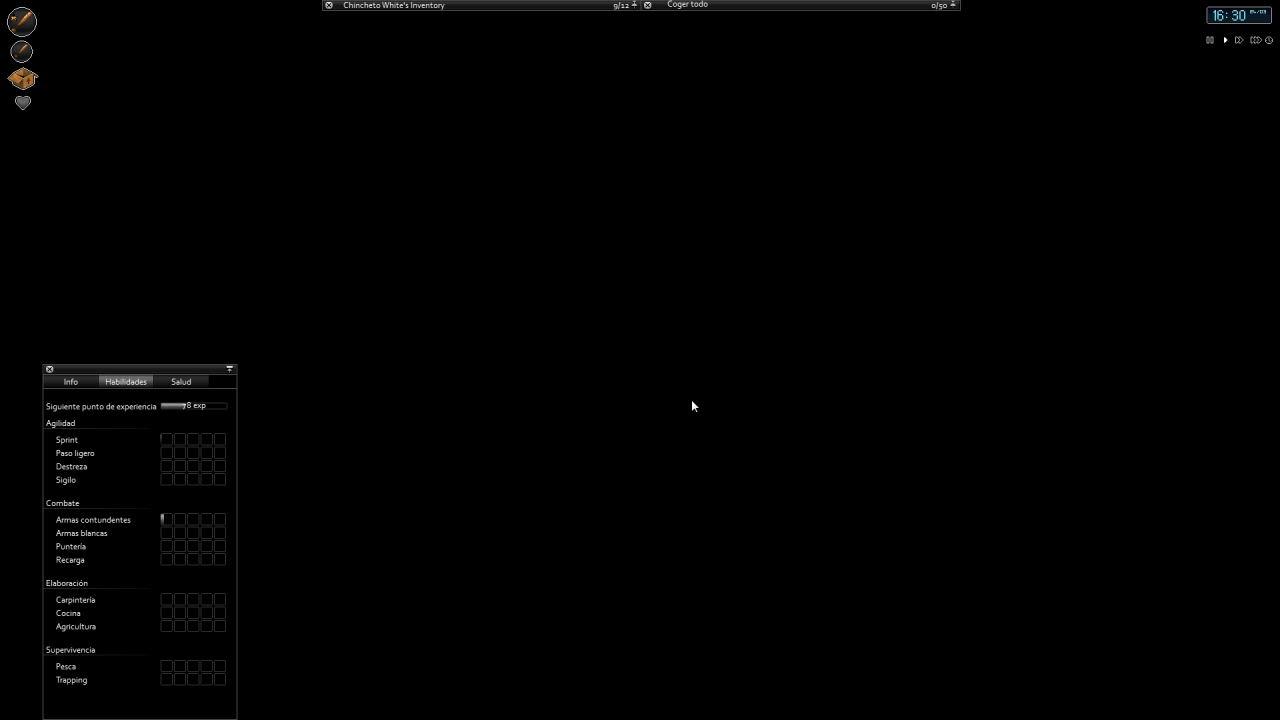 Chincheto White's Inventory 9/12 Coger todo 0/50
16:30
Info Habilidades Salud
Siguiente punto de experiencia 78 exp
Agilidad
Sprint
Paso ligero
Destreza
Sigilo
Combate
Armas contundentes
Armas blancas
Puntería
Recarga
Elaboración
Carpintería
Cocina
Agricultura
Supervivencia
Pesca
Trapping